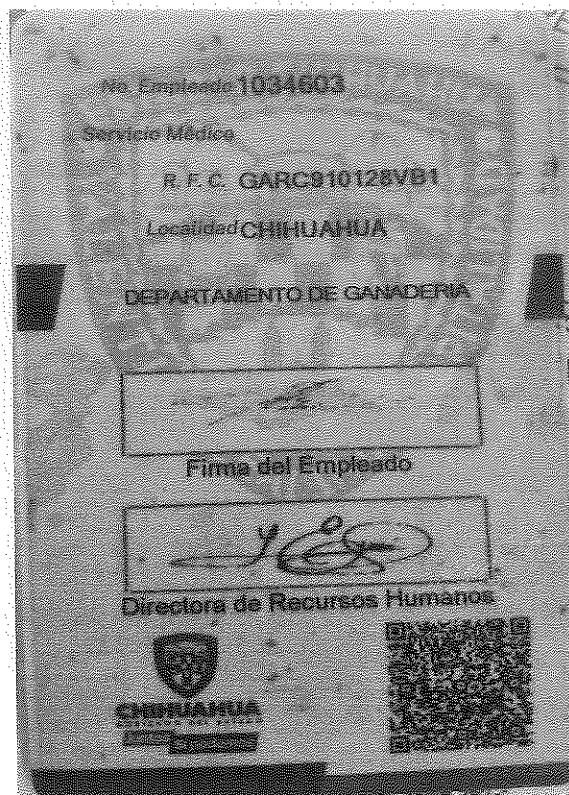 No. Empleado 1034603
Servicio Médico
R. F. C. GARC910128VB1
Localidad CHIHUAHUA
DEPARTAMENTO DE GANADERIA
Firma del Empleado
Directora de Recursos Humanos
CHIHUAHUA